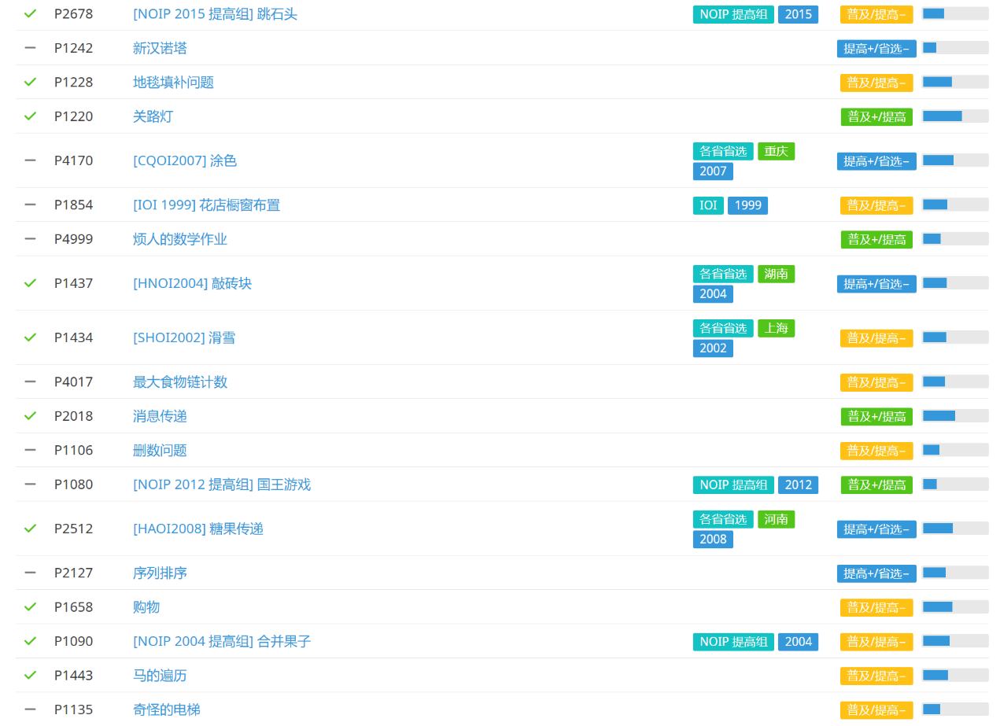 P2678 [NOIP 2015 提高组] 跳石头 NOIP 提高组 2015 普及/提高−
P1242 新汉诺塔 提高+/省选−
P1228 地毯填补问题 普及/提高−
P1220 关路灯 普及+/提高
P4170 [CQOI2007] 涂色 各省省选 重庆 2007 提高+/省选−
P1854 [IOI 1999] 花店橱窗布置 IOI 1999 普及/提高−
P4999 烦人的数学作业 普及+/提高
P1437 [HNOI2004] 敲砖块 各省省选 湖南 2004 提高+/省选−
P1434 [SHOI2002] 滑雪 各省省选 上海 2002 普及/提高−
P4017 最大食物链计数 普及/提高−
P2018 消息传递 普及+/提高
P1106 删数问题 普及/提高−
P1080 [NOIP 2012 提高组] 国王游戏 NOIP 提高组 2012 普及+/提高
P2512 [HAOI2008] 糖果传递 各省省选 河南 2008 提高+/省选−
P2127 序列排序 提高+/省选−
P1658 购物 普及/提高−
P1090 [NOIP 2004 提高组] 合并果子 NOIP 提高组 2004 普及/提高−
P1443 马的遍历 普及/提高−
P1135 奇怪的电梯 普及/提高−